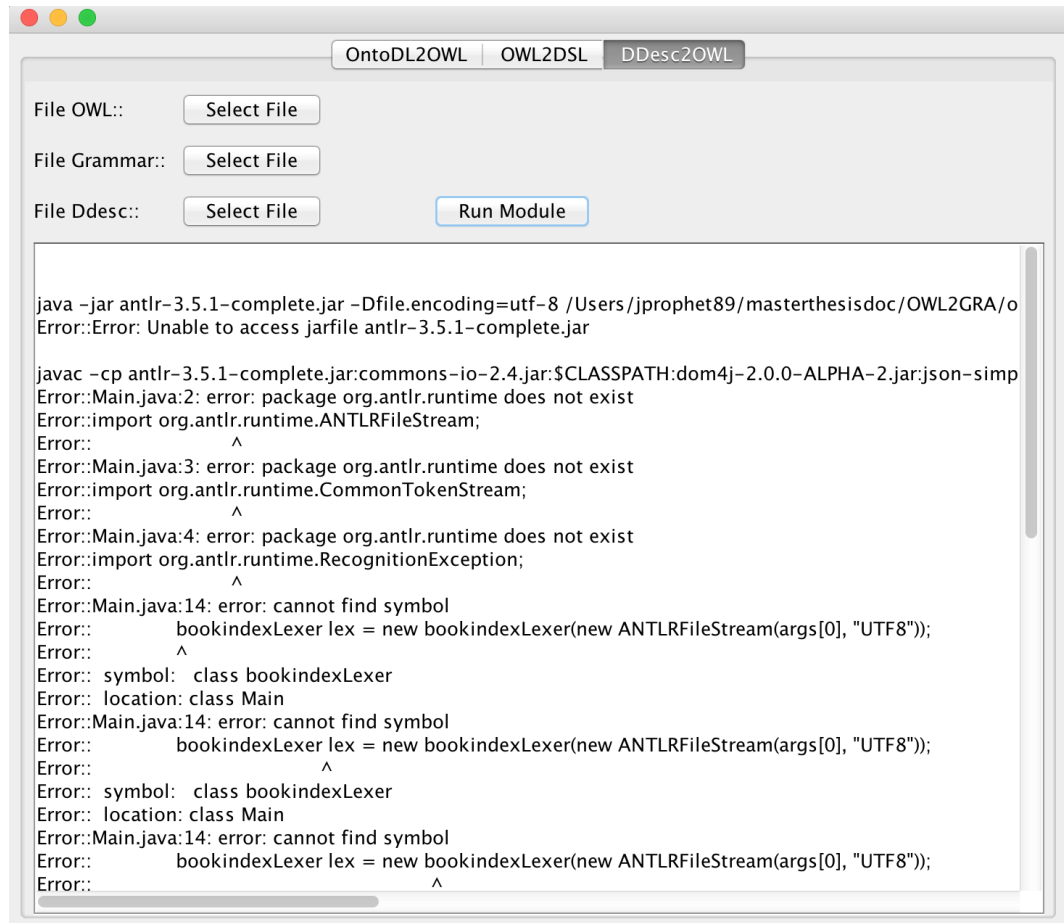 OntoDL2OWL OWL2DSL DDesc2OWL
File OWL:: Select File
File Grammar:: Select File
File Ddesc:: Select File Run Module
java -jar antlr-3.5.1-complete.jar -Dfile.encoding=utf-8 /Users/jprophet89/masterthesisdoc/OWL2GRA/o
Error::Error: Unable to access jarfile antlr-3.5.1-complete.jar
javac -cp antlr-3.5.1-complete.jar:commons-io-2.4.jar:$CLASSPATH:dom4j-2.0.0-ALPHA-2.jar:json-simp
Error::Main.java:2: error: package org.antlr.runtime does not exist
Error::import org.antlr.runtime.ANTLRFileStream;
Error:: ^
Error::Main.java:3: error: package org.antlr.runtime does not exist
Error::import org.antlr.runtime.CommonTokenStream;
Error:: ^
Error::Main.java:4: error: package org.antlr.runtime does not exist
Error::import org.antlr.runtime.RecognitionException;
Error:: ^
Error::Main.java:14: error: cannot find symbol
Error:: bookindexLexer lex = new bookindexLexer(new ANTLRFileStream(args[0], "UTF8"));
Error:: ^
Error:: symbol: class bookindexLexer
Error:: location: class Main
Error::Main.java:14: error: cannot find symbol
Error:: bookindexLexer lex = new bookindexLexer(new ANTLRFileStream(args[0], "UTF8"));
Error:: ^
Error:: symbol: class bookindexLexer
Error:: location: class Main
Error::Main.java:14: error: cannot find symbol
Error:: bookindexLexer lex = new bookindexLexer(new ANTLRFileStream(args[0], "UTF8"));
Error:: ^